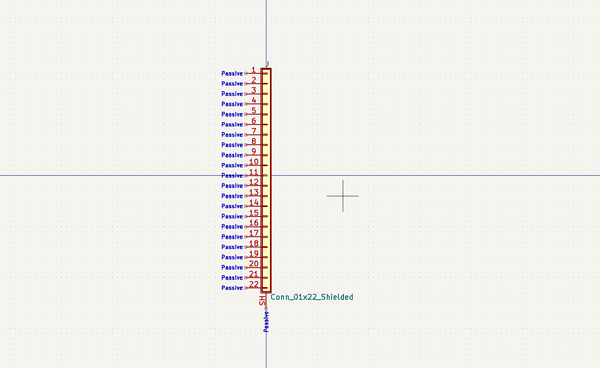 J
Passive 1
Passive 2
Passive 3
Passive 4
Passive 5
Passive 6
Passive 7
Passive 8
Passive 9
Passive 10
Passive 11
Passive 12
Passive 13
Passive 14
Passive 15
Passive 16
Passive 17
Passive 18
Passive 19
Passive 20
Passive 21
Passive 22
SH
Conn_01x22_Shielded
Passive